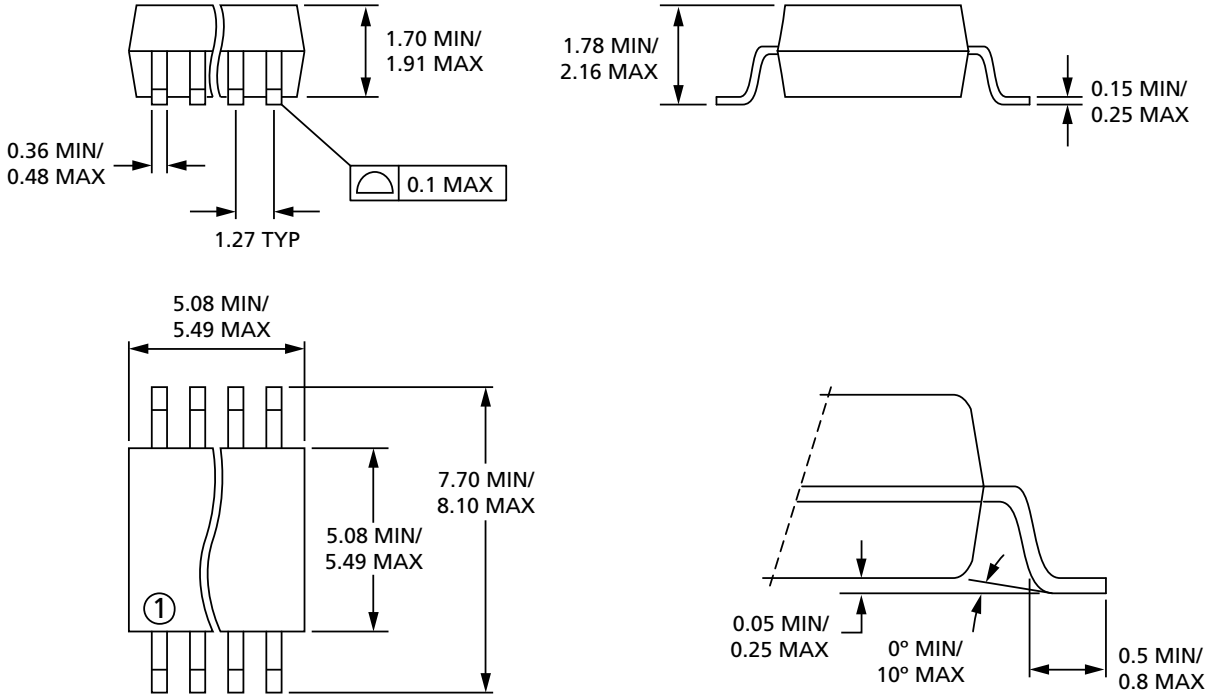 1.70 MIN/
1.91 MAX
0.36 MIN/
0.48 MAX
0.1 MAX
1.27 TYP
1.78 MIN/
2.16 MAX
0.15 MIN/
0.25 MAX
5.08 MIN/
5.49 MAX
7.70 MIN/
8.10 MAX
5.08 MIN/
5.49 MAX
1
0.05 MIN/
0.25 MAX
0º MIN/
10º MAX
0.5 MIN/
0.8 MAX